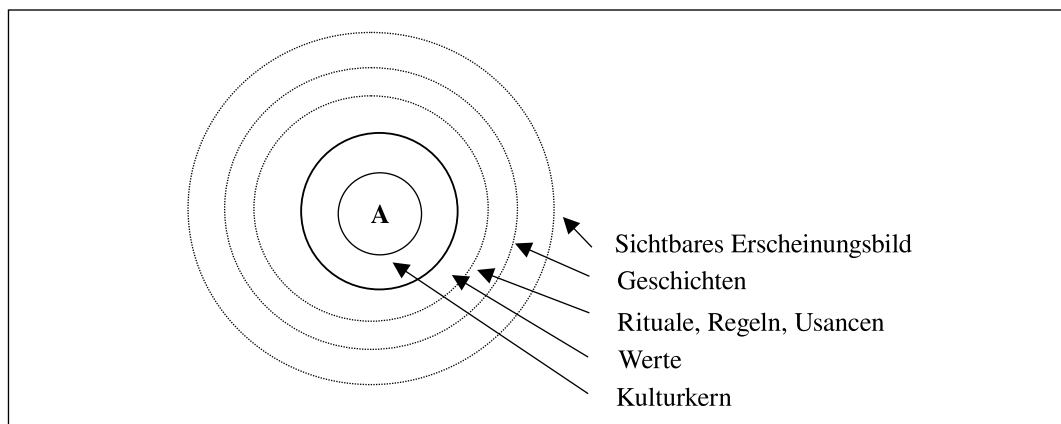 A
Sichtbares Erscheinungsbild
Geschichten
Rituale, Regeln, Usancen
Werte
Kulturkern